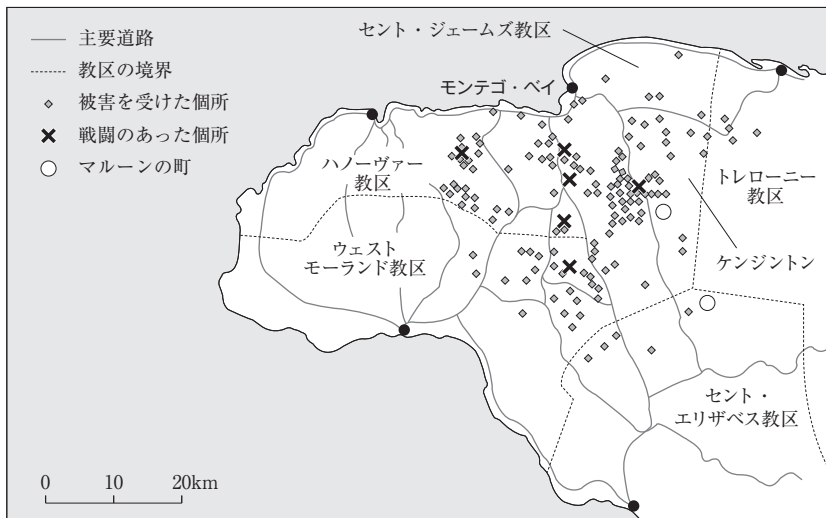 主要道路
教区の境界
被害を受けた個所
戦闘のあった個所
マルーンの町
セント・ジェームズ教区
モンテゴ・ベイ
ハノーヴァー
教区
ウェスト
モーランド教区
トレローニー
教区
ケンジントン
セント・
エリザベス教区
0 10 20km